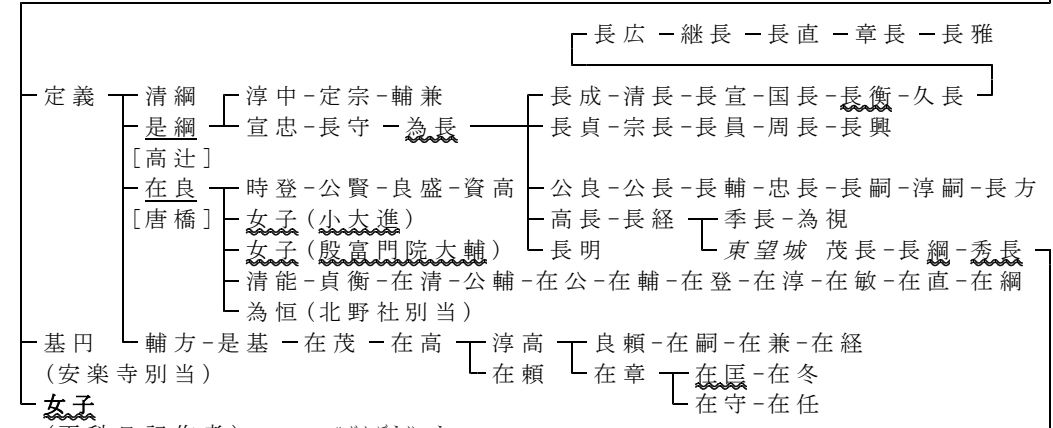 長広-継長-長直-章長-長雅
定義 清綱 淳中-定宗-輔兼 長成-清長-長宣-国長-長衡-久長
是綱 宣忠-長守-為長 長貞-宗長-長員-周長-長興
[高辻]
在良 時登-公賢-良盛-資高 公良-公長-長輔-忠長-長嗣-淳嗣-長方
[唐橋] 女子(小大進) 高長-長経 季長-為視
女子(殷富門院大輔) 長明 東望城 茂長-長綱-秀長
清能-貞衡-在清-公輔-在公-在輔-在登-在淳-在敏-在直-在綱
為恒(北野社別当)
基円 輔方-是基-在茂-在高 淳高 良頼-在嗣-在兼-在経
(安楽寺別当) 在頼 在章 在匡-在冬
女子 在守-在任